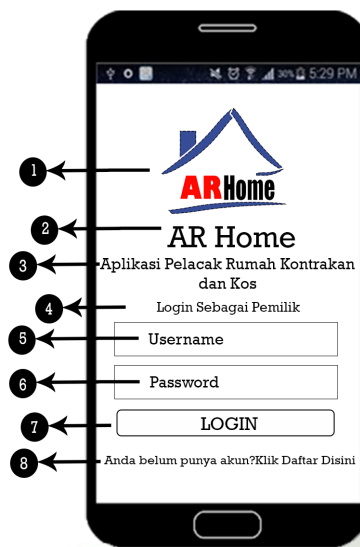 30% 5:29 PM
1
ARHome
2
AR Home
3
Aplikasi Pelacak Rumah Kontrakan
dan Kos
4
Login Sebagai Pemilik
5
Username
6
Password
7
LOGIN
8
Anda belum punya akun?Klik Daftar Disini